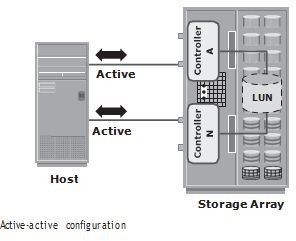 Controller
A
Active
LUN
Active
Controller
N
Host
Storage Array
Active-active configuration